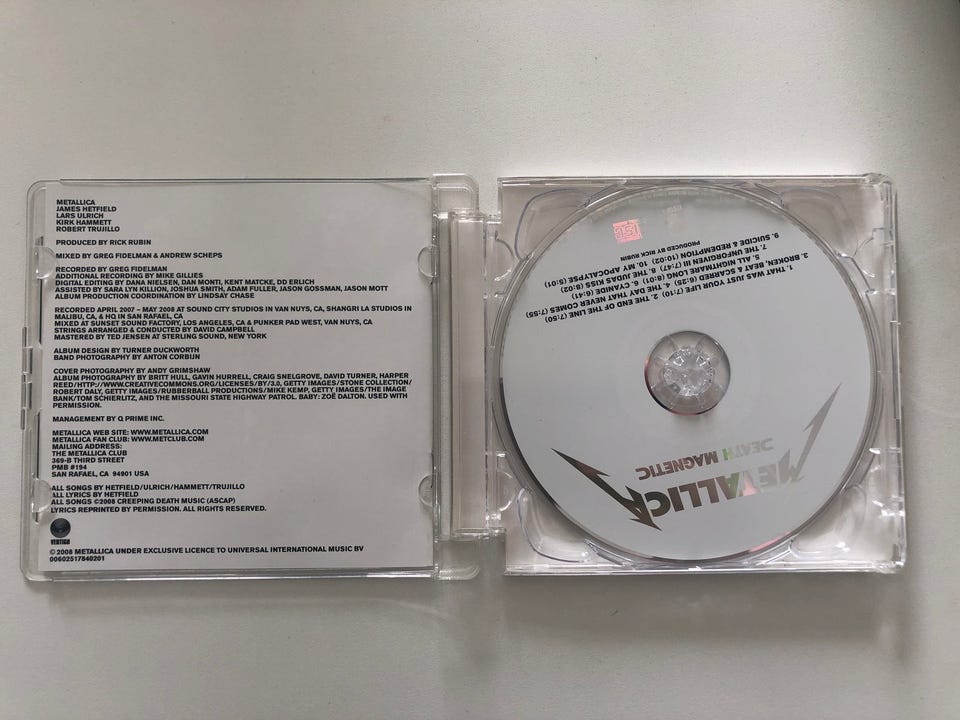 METALLICA
JAMES HETFIELD
LARS ULRICH
KIRK HAMMETT
ROBERT TRUJILLO
PRODUCED BY RICK RUBIN
MIXED BY GREG FIDELMAN & ANDREW SCHEPS
RECORDED BY GREG FIDELMAN
ADDITIONAL RECORDING BY MIKE GILLIES
DIGITAL EDITING BY DANA NIELSEN, DAN MONTI, KENT MATCKE, DD ERLICH
ASSISTED BY SARA LYN KILLION, JOSHUA SMITH, ADAM FULLER, JASON GOSSMAN, JASON MOTT
ALBUM PRODUCTION COORDINATION BY LINDSAY CHASE
RECORDED APRIL 2007 – MAY 2008 AT SOUND CITY STUDIOS IN VAN NUYS, CA, SHANGRI LA STUDIOS IN
MALIBU, CA, & HQ IN SAN RAFAEL, CA
MIXED AT SUNSET SOUND FACTORY, LOS ANGELES, CA & PUNKER PAD WEST, VAN NUYS, CA
STRINGS ARRANGED & CONDUCTED BY DAVID CAMPBELL
MASTERED BY TED JENSEN AT STERLING SOUND, NEW YORK
ALBUM DESIGN BY TURNER DUCKWORTH
BAND PHOTOGRAPHY BY ANTON CORBIJN
COVER PHOTOGRAPHY BY ANDY GRIMSHAW
ALBUM PHOTOGRAPHY BY BRITT HULL, GAVIN HURRELL, CRAIG SNELGROVE, DAVID TURNER, HARPER
REED/HTTP://WWW.CREATIVECOMMONS.ORG/LICENSES/BY/3.0, GETTY IMAGES/STONE COLLECTION/
ROBERT DALY, GETTY IMAGES/RUBBERBALL PRODUCTIONS/MIKE KEMP, GETTY IMAGES/THE IMAGE
BANK/TOM SCHIERLITZ, AND THE MISSOURI STATE HIGHWAY PATROL. BABY: ZOË DALTON. USED WITH
PERMISSION.
MANAGEMENT BY Q PRIME INC.
METALLICA WEB SITE: WWW.METALLICA.COM
METALLICA FAN CLUB: WWW.METCLUB.COM
MAILING ADDRESS:
THE METALLICA CLUB
369-B THIRD STREET
PMB #194
SAN RAFAEL, CA 94901 USA
ALL SONGS BY HETFIELD/ULRICH/HAMMETT/TRUJILLO
ALL LYRICS BY HETFIELD
ALL SONGS ©2008 CREEPING DEATH MUSIC (ASCAP)
LYRICS REPRINTED BY PERMISSION. ALL RIGHTS RESERVED.
VERTIGO
© 2008 METALLICA UNDER EXCLUSIVE LICENCE TO UNIVERSAL INTERNATIONAL MUSIC BV
00602517840201
METALLICA
DEATH MAGNETIC
1. THAT WAS JUST YOUR LIFE (7:10) 2. THE END OF THE LINE (7:50)
3. BROKEN, BEAT & SCARRED (6:25) 4. THE DAY THAT NEVER COMES (7:55)
5. ALL NIGHTMARE LONG (8:01) 6. CYANIDE (6:41)
7. THE UNFORGIVEN III (7:47) 8. THE JUDAS KISS (8:02)
9. SUICIDE & REDEMPTION (10:02) 10. MY APOCALYPSE (5:01)
PRODUCED BY RICK RUBIN